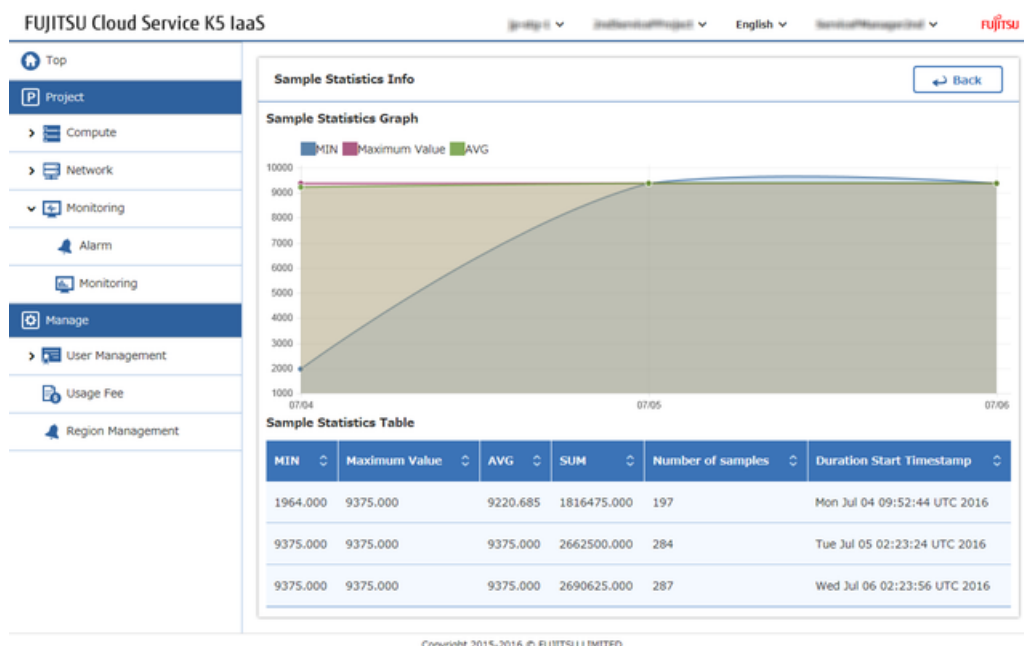 FUJITSU Cloud Service K5 IaaS
English
FUJITSU
Top
Project
Compute
Network
Monitoring
Alarm
Monitoring
Manage
User Management
Usage Fee
Region Management
Sample Statistics Info
Back
Sample Statistics Graph
MIN Maximum Value AVG
10000
9000
8000
7000
6000
5000
4000
3000
2000
1000
07/04 07/05 07/06
Sample Statistics Table
MIN Maximum Value AVG SUM Number of samples Duration Start Timestamp
1964.000 9375.000 9220.685 1816475.000 197 Mon Jul 04 09:52:44 UTC 2016
9375.000 9375.000 9375.000 2662500.000 284 Tue Jul 05 02:23:24 UTC 2016
9375.000 9375.000 9375.000 2690625.000 287 Wed Jul 06 02:23:56 UTC 2016
Copyright 2015-2016 © FUJITSU LIMITED